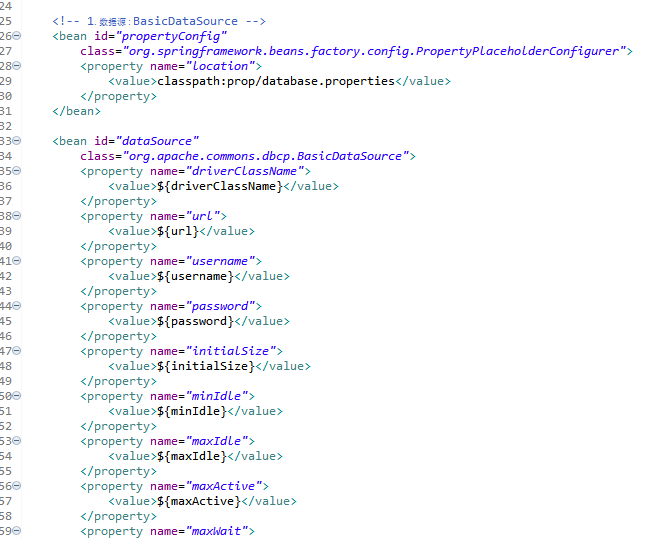 24
25 <!-- 1. 数据源：BasicDataSource -->
26 <bean id="propertyConfig"
27 class="org.springframework.beans.factory.config.PropertyPlaceholderConfigurer">
28 <property name="location">
29 <value>classpath:prop/database.properties</value>
30 </property>
31 </bean>
32
33 <bean id="dataSource"
34 class="org.apache.commons.dbcp.BasicDataSource">
35 <property name="driverClassName">
36 <value>${driverClassName}</value>
37 </property>
38 <property name="url">
39 <value>${url}</value>
40 </property>
41 <property name="username">
42 <value>${username}</value>
43 </property>
44 <property name="password">
45 <value>${password}</value>
46 </property>
47 <property name="initialSize">
48 <value>${initialSize}</value>
49 </property>
50 <property name="minIdle">
51 <value>${minIdle}</value>
52 </property>
53 <property name="maxIdle">
54 <value>${maxIdle}</value>
55 </property>
56 <property name="maxActive">
57 <value>${maxActive}</value>
58 </property>
59 <property name="maxWait">